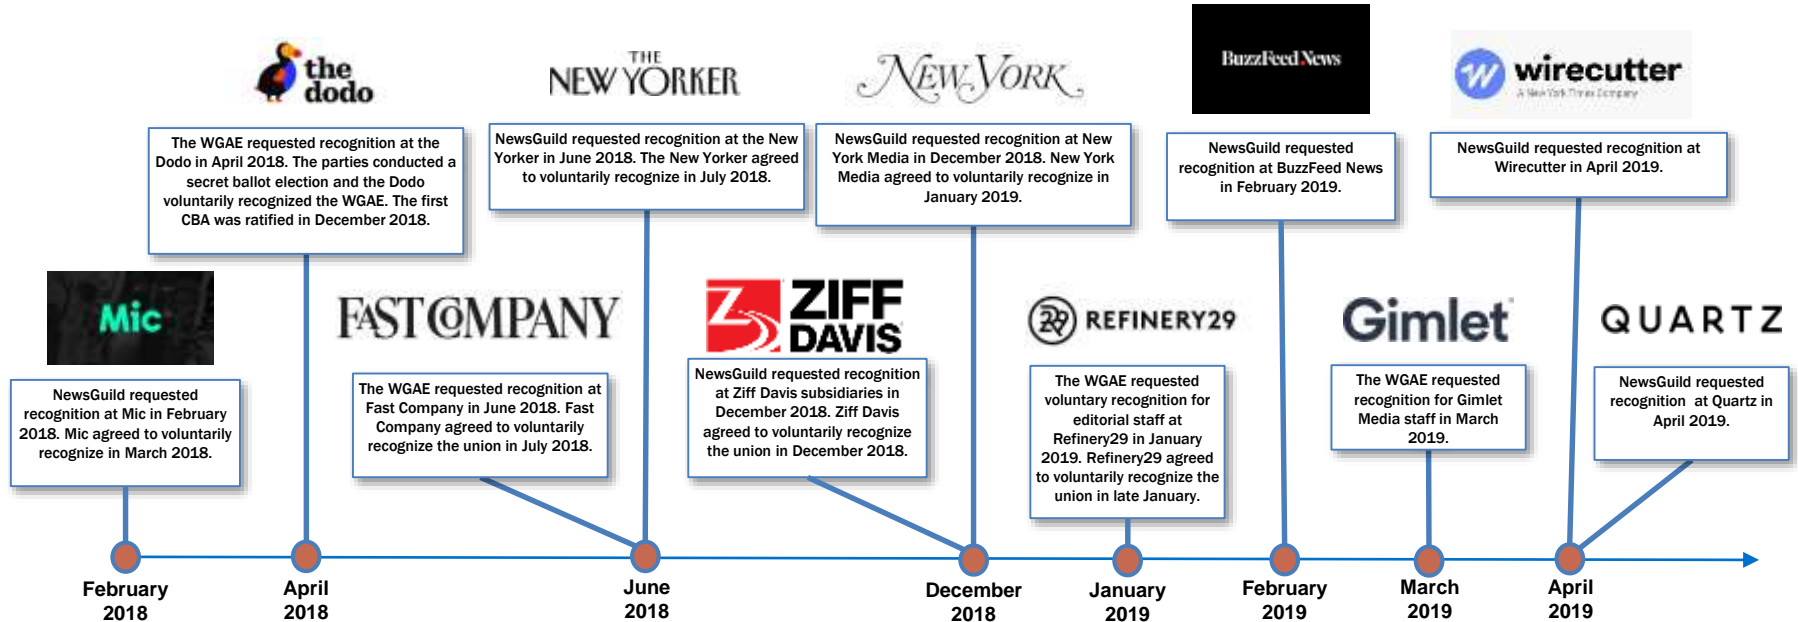 the
dodo
THE
NEW YORKER
NEW YORK
BuzzFeed News
wirecutter
A New York Times Company
The WGAE requested recognition at the
Dodo in April 2018. The parties conducted a
secret ballot election and the Dodo
voluntarily recognized the WGAE. The first
CBA was ratified in December 2018.
NewsGuild requested recognition at the New
Yorker in June 2018. The New Yorker agreed
to voluntarily recognize in July 2018.
NewsGuild requested recognition at New
York Media in December 2018. New York
Media agreed to voluntarily recognize in
January 2019.
NewsGuild requested
recognition at BuzzFeed News
in February 2019.
NewsGuild requested recognition at
Wirecutter in April 2019.
Mic
FAST COMPANY
ZIFF
DAVIS
R29 REFINERY29
Gimlet
QUARTZ
NewsGuild requested
recognition at Mic in February
2018. Mic agreed to voluntarily
recognize in March 2018.
The WGAE requested recognition at
Fast Company in June 2018. Fast
Company agreed to voluntarily
recognize the union in July 2018.
NewsGuild requested recognition
at Ziff Davis subsidiaries in
December 2018. Ziff Davis
agreed to voluntarily recognize
the union in December 2018.
The WGAE requested
voluntary recognition for
editorial staff at
Refinery29 in January
2019. Refinery29 agreed
to voluntarily recognize the
union in late January.
The WGAE requested
recognition for Gimlet
Media staff in March
2019.
NewsGuild requested
recognition at Quartz in
April 2019.
February
2018
April
2018
June
2018
December
2018
January
2019
February
2019
March
2019
April
2019